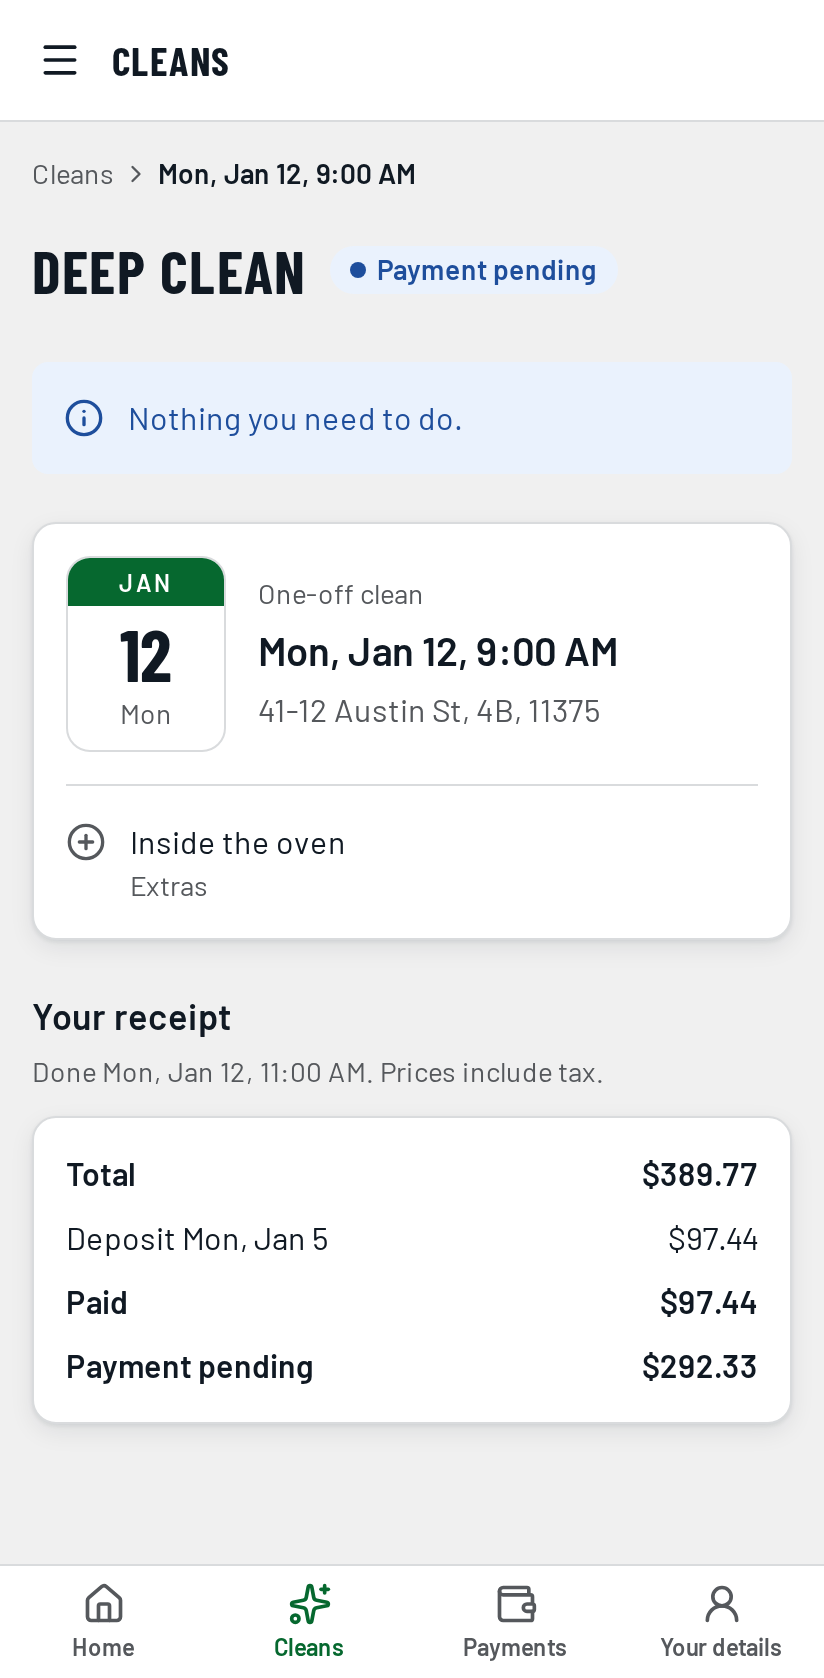 CLEANS
Cleans > Mon, Jan 12, 9:00 AM
DEEP CLEAN Payment pending
Nothing you need to do.
JAN
12
Mon
One-off clean
Mon, Jan 12, 9:00 AM
41-12 Austin St, 4B, 11375
Inside the oven
Extras
Your receipt
Done Mon, Jan 12, 11:00 AM. Prices include tax.
Total $389.77
Deposit Mon, Jan 5 $97.44
Paid $97.44
Payment pending $292.33
Home Cleans Payments Your details